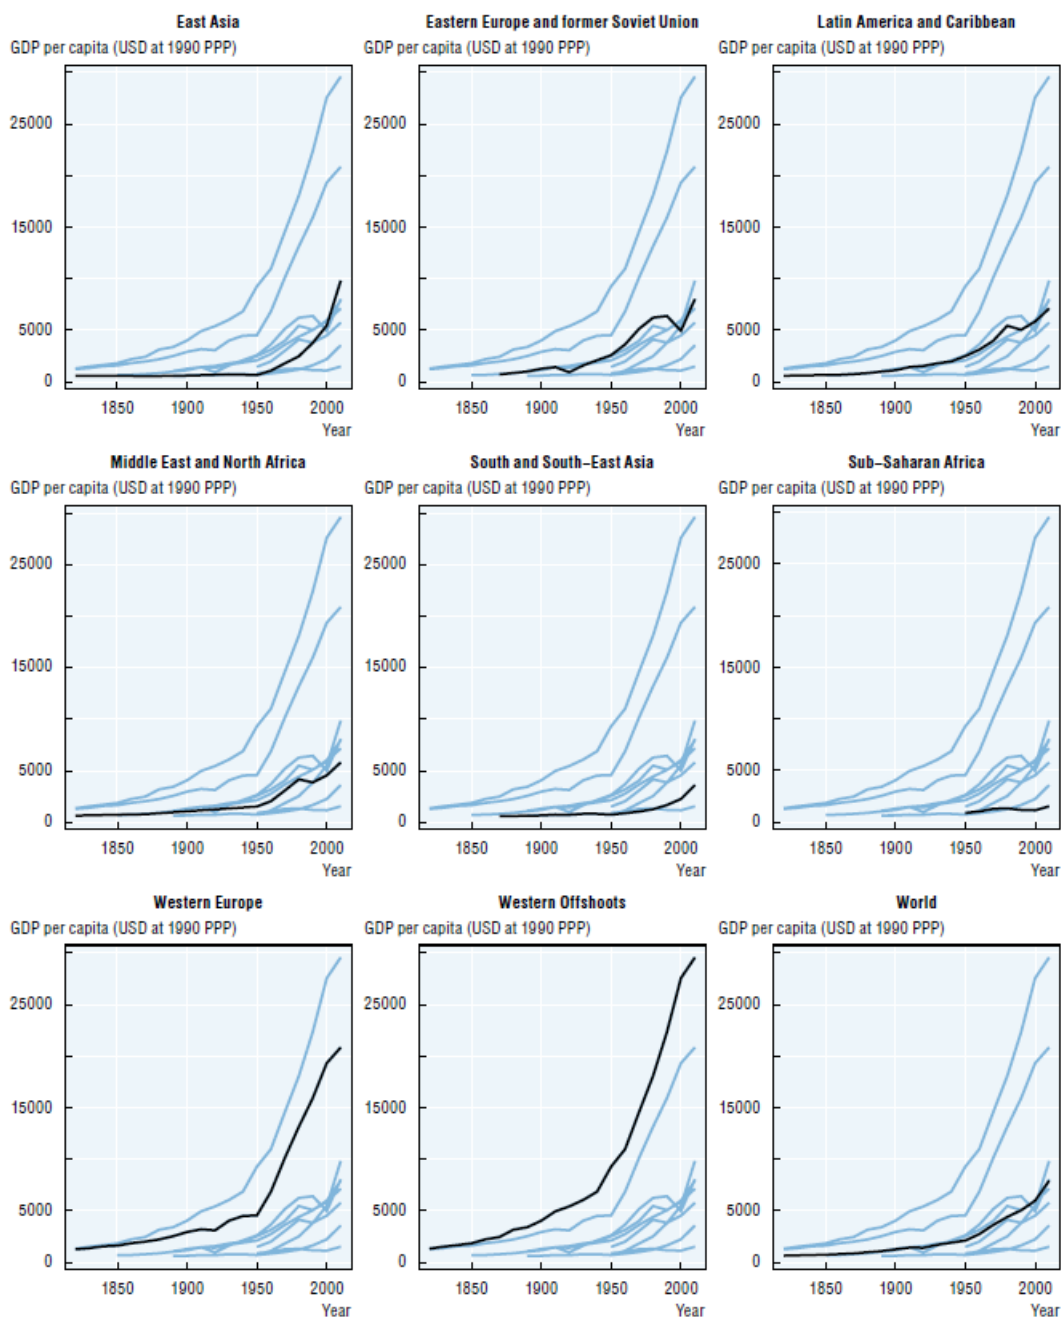 East Asia
GDP per capita (USD at 1990 PPP)
25000
15000
5000
0
1850 1900 1950 2000
Year
Eastern Europe and former Soviet Union
GDP per capita (USD at 1990 PPP)
25000
15000
5000
0
1850 1900 1950 2000
Year
Latin America and Caribbean
GDP per capita (USD at 1990 PPP)
25000
15000
5000
0
1850 1900 1950 2000
Year
Middle East and North Africa
GDP per capita (USD at 1990 PPP)
25000
15000
5000
0
1850 1900 1950 2000
Year
South and South–East Asia
GDP per capita (USD at 1990 PPP)
25000
15000
5000
0
1850 1900 1950 2000
Year
Sub–Saharan Africa
GDP per capita (USD at 1990 PPP)
25000
15000
5000
0
1850 1900 1950 2000
Year
Western Europe
GDP per capita (USD at 1990 PPP)
25000
15000
5000
0
1850 1900 1950 2000
Year
Western Offshoots
GDP per capita (USD at 1990 PPP)
25000
15000
5000
0
1850 1900 1950 2000
Year
World
GDP per capita (USD at 1990 PPP)
25000
15000
5000
0
1850 1900 1950 2000
Year